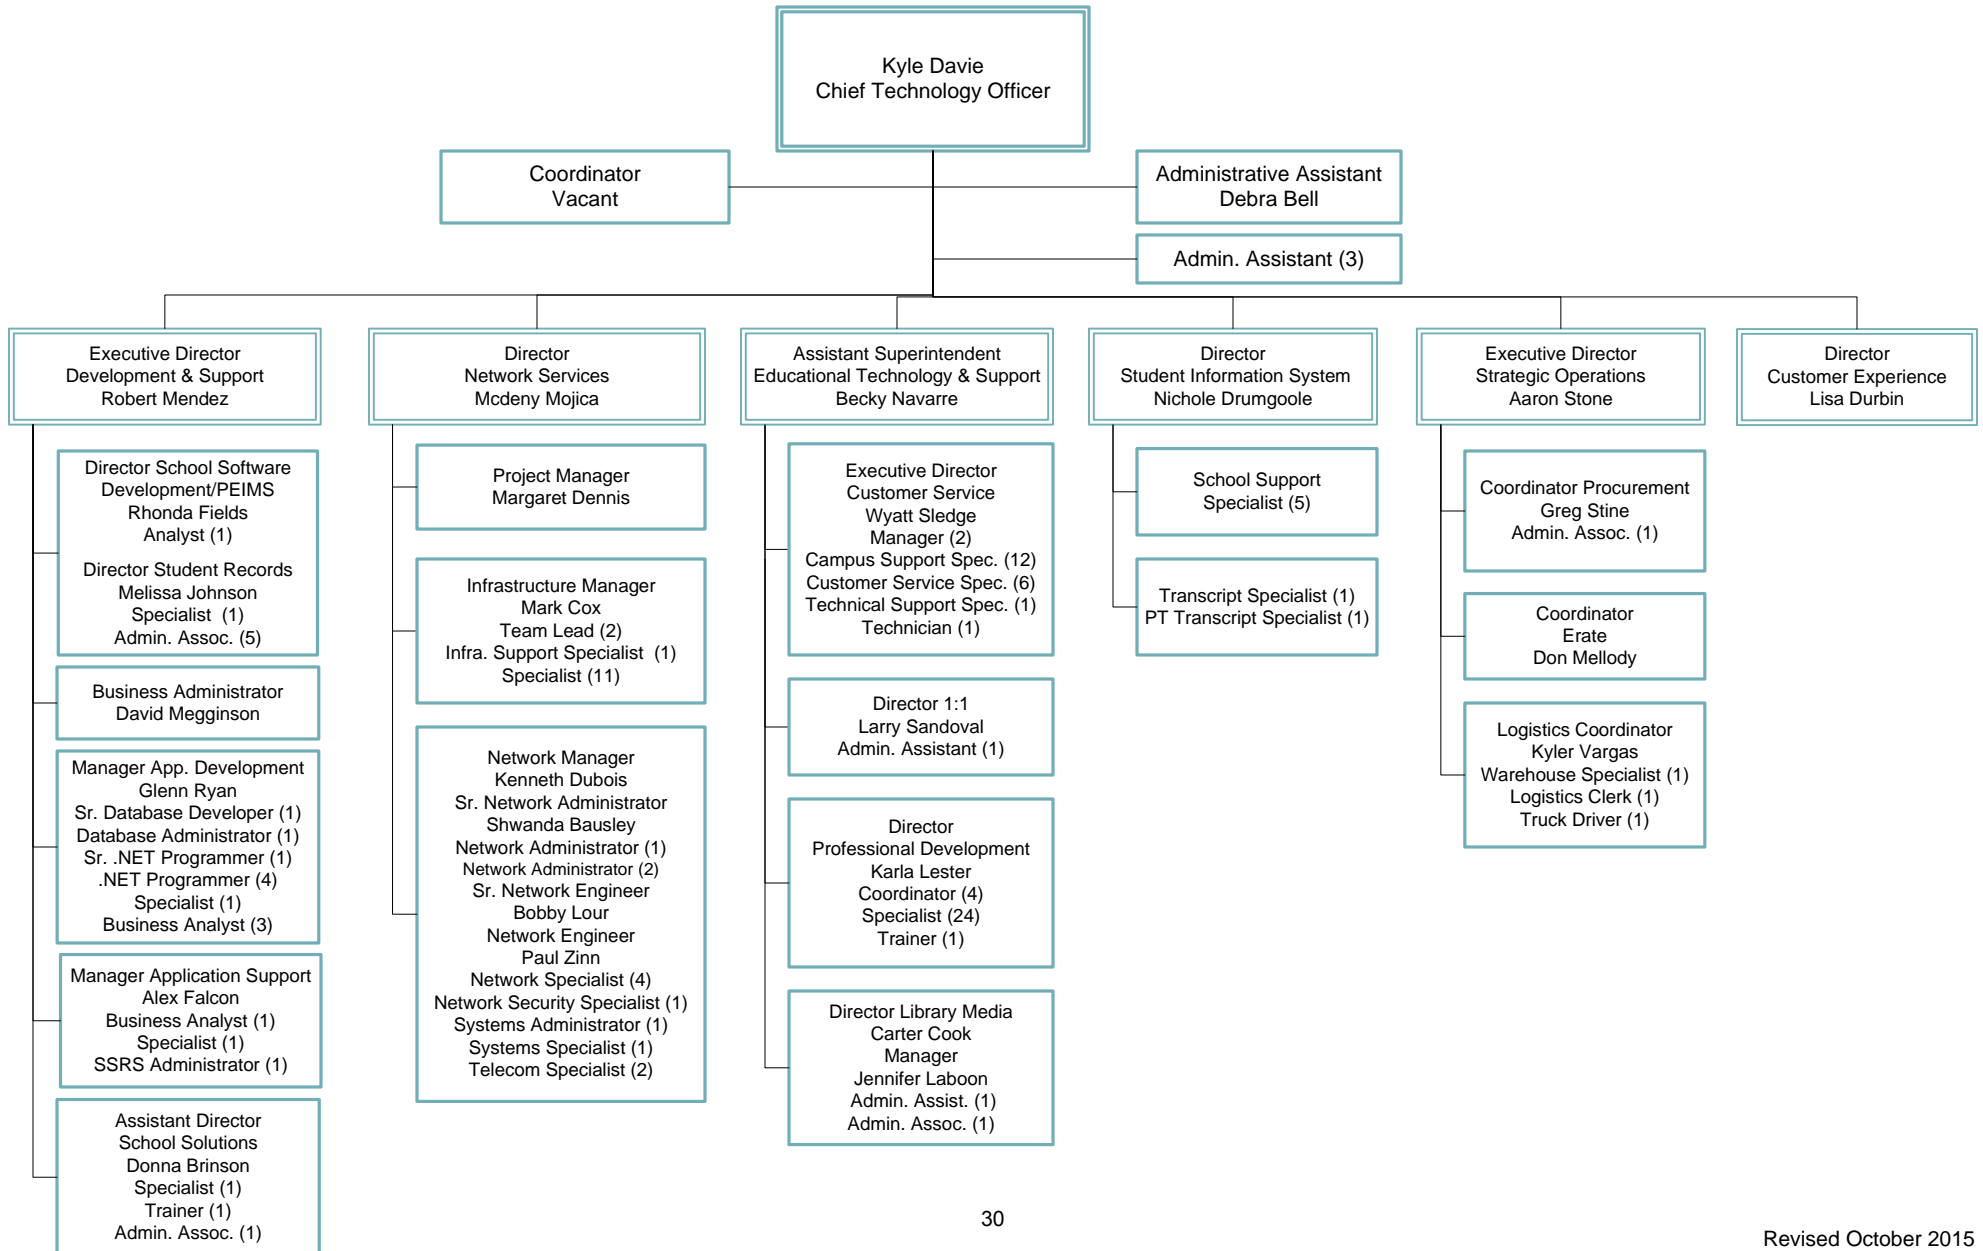 Kyle Davie
Chief Technology Officer
Coordinator
Vacant
Administrative Assistant
Debra Bell
Admin. Assistant (3)
Executive Director
Development & Support
Robert Mendez
Director
Network Services
Mcdeny Mojica
Assistant Superintendent
Educational Technology & Support
Becky Navarre
Director
Student Information System
Nichole Drumgoole
Executive Director
Strategic Operations
Aaron Stone
Director
Customer Experience
Lisa Durbin
Director School Software
Development/PEIMS
Rhonda Fields
Analyst (1)
Director Student Records
Melissa Johnson
Specialist (1)
Admin. Assoc. (5)
Business Administrator
David Megginson
Manager App. Development
Glenn Ryan
Sr. Database Developer (1)
Database Administrator (1)
Sr. .NET Programmer (1)
.NET Programmer (4)
Specialist (1)
Business Analyst (3)
Manager Application Support
Alex Falcon
Business Analyst (1)
Specialist (1)
SSRS Administrator (1)
Assistant Director
School Solutions
Donna Brinson
Specialist (1)
Trainer (1)
Admin. Assoc. (1)
Project Manager
Margaret Dennis
Infrastructure Manager
Mark Cox
Team Lead (2)
Infra. Support Specialist (1)
Specialist (11)
Network Manager
Kenneth Dubois
Sr. Network Administrator
Shwanda Bausley
Network Administrator (1)
Network Administrator (2)
Sr. Network Engineer
Bobby Lour
Network Engineer
Paul Zinn
Network Specialist (4)
Network Security Specialist (1)
Systems Administrator (1)
Systems Specialist (1)
Telecom Specialist (2)
Executive Director
Customer Service
Wyatt Sledge
Manager (2)
Campus Support Spec. (12)
Customer Service Spec. (6)
Technical Support Spec. (1)
Technician (1)
Director 1:1
Larry Sandoval
Admin. Assistant (1)
Director
Professional Development
Karla Lester
Coordinator (4)
Specialist (24)
Trainer (1)
Director Library Media
Carter Cook
Manager
Jennifer Laboon
Admin. Assist. (1)
Admin. Assoc. (1)
School Support
Specialist (5)
Transcript Specialist (1)
PT Transcript Specialist (1)
Coordinator Procurement
Greg Stine
Admin. Assoc. (1)
Coordinator
Erate
Don Mellody
Logistics Coordinator
Kyler Vargas
Warehouse Specialist (1)
Logistics Clerk (1)
Truck Driver (1)
30
Revised October 2015